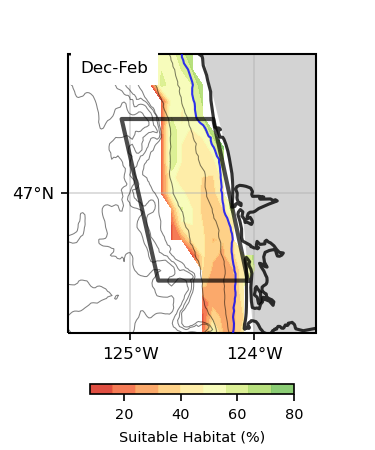 Dec-Feb
47°N
125°W 124°W
20 40 60 80
Suitable Habitat (%)